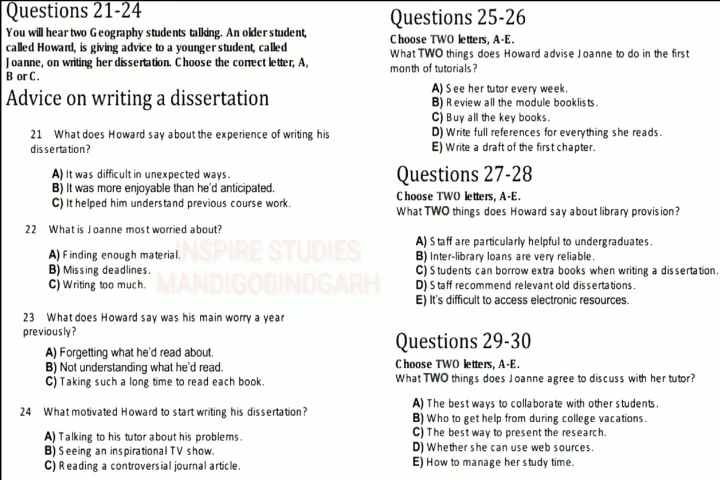 Questions 21-24
You will hear two Geography students talking. An older student,
called Howard, is giving advice to a younger student, called
Joanne, on writing her dissertation. Choose the correct letter, A,
B or C.
Advice on writing a dissertation
21 What does Howard say about the experience of writing his
dissertation?
A) It was difficult in unexpected ways.
B) It was more enjoyable than he'd anticipated.
C) It helped him understand previous course work.
22 What is Joanne most worried about?
A) Finding enough material.
B) Missing deadlines.
C) Writing too much.
INSPIRE STUDIES
MANDIGOBINDGARH
23 What does Howard say was his main worry a year
previously?
A) Forgetting what he'd read about.
B) Not understanding what he'd read.
C) Taking such a long time to read each book.
24 What motivated Howard to start writing his dissertation?
A) Talking to his tutor about his problems.
B) Seeing an inspirational TV show.
C) Reading a controversial journal article.
Questions 25-26
Choose TWO letters, A-E.
What TWO things does Howard advise Joanne to do in the first
month of tutorials?
A) See her tutor every week.
B) Review all the module booklists.
C) Buy all the key books.
D) Write full references for everything she reads.
E) Write a draft of the first chapter.
Questions 27-28
Choose TWO letters, A-E.
What TWO things does Howard say about library provision?
A) Staff are particularly helpful to undergraduates.
B) Inter-library loans are very reliable.
C) Students can borrow extra books when writing a dissertation.
D) Staff recommend relevant old dissertations.
E) It's difficult to access electronic resources.
Questions 29-30
Choose TWO letters, A-E.
What TWO things does Joanne agree to discuss with her tutor?
A) The best ways to collaborate with other students.
B) Who to get help from during college vacations.
C) The best way to present the research.
D) Whether she can use web sources.
E) How to manage her study time.